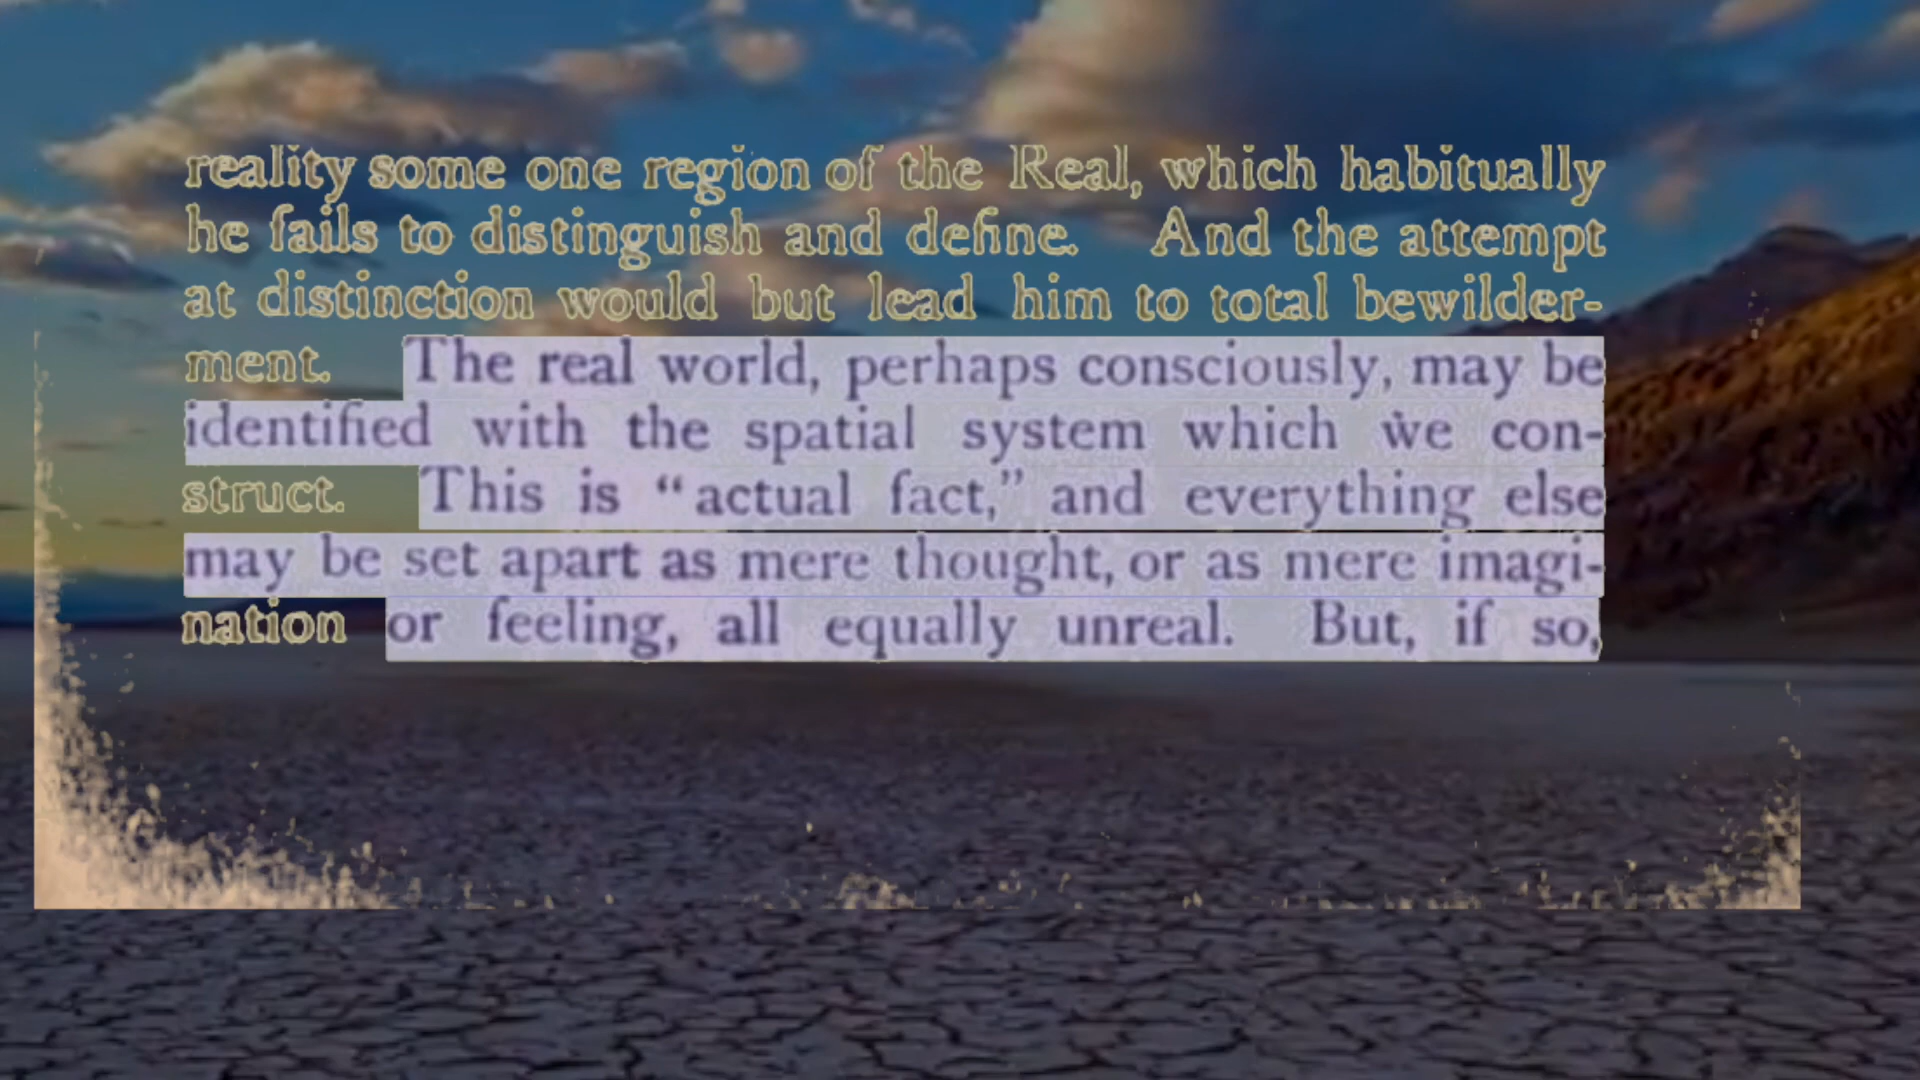 reality some one region of the Real, which habitually
he fails to distinguish and define. And the attempt
at distinction would but lead him to total bewilder-
ment. The real world, perhaps consciously, may be
identified with the spatial system which we con-
struct. This is “actual fact,” and everything else
may be set apart as mere thought, or as mere imagi-
nation or feeling, all equally unreal. But, if so,